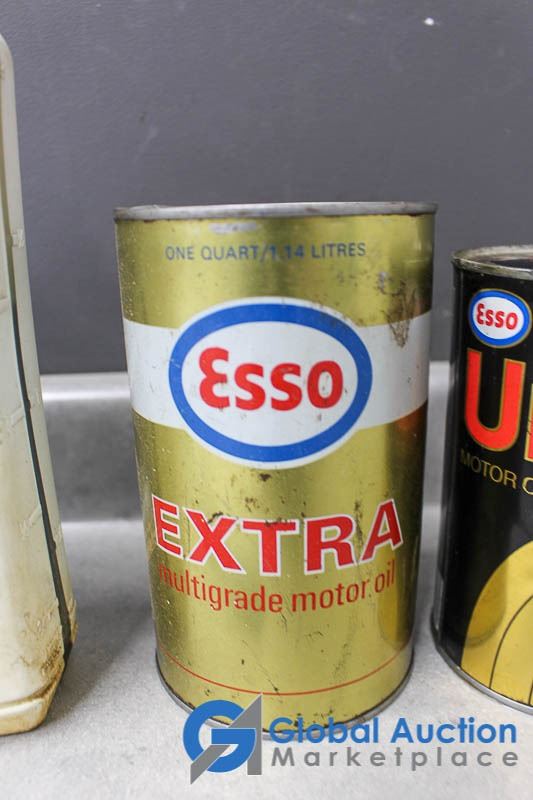 ONE QUART/1.14 LITRES
Esso
EXTRA
multigrade motor oil
Esso
MOTOR
Global Auction
Marketplace